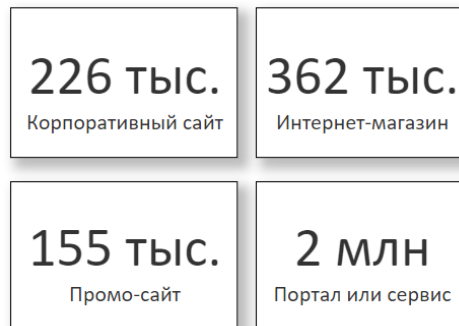 226 тыс.
Корпоративный сайт
362 тыс.
Интернет-магазин
155 тыс.
Промо-сайт
2 млн
Портал или сервис